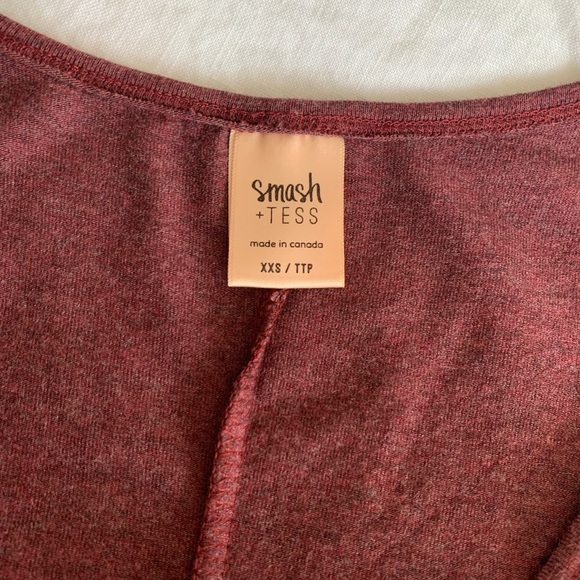 smash
+TESS
made in canada
XXS / TTP